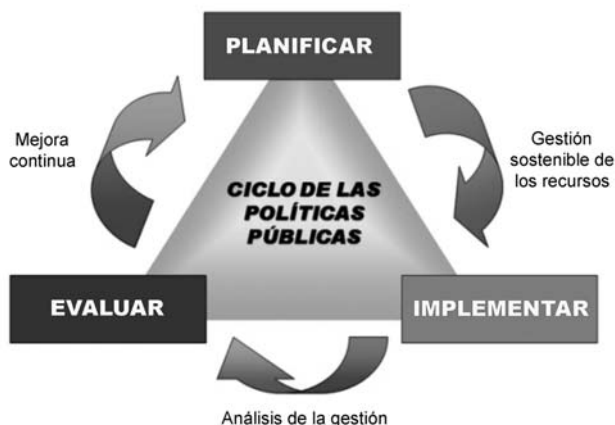 PLANIFICAR
Mejora
continua
Gestión
sostenible de
los recursos
CICLO DE LAS
POLÍTICAS
PÚBLICAS
EVALUAR
IMPLEMENTAR
Análisis de la gestión